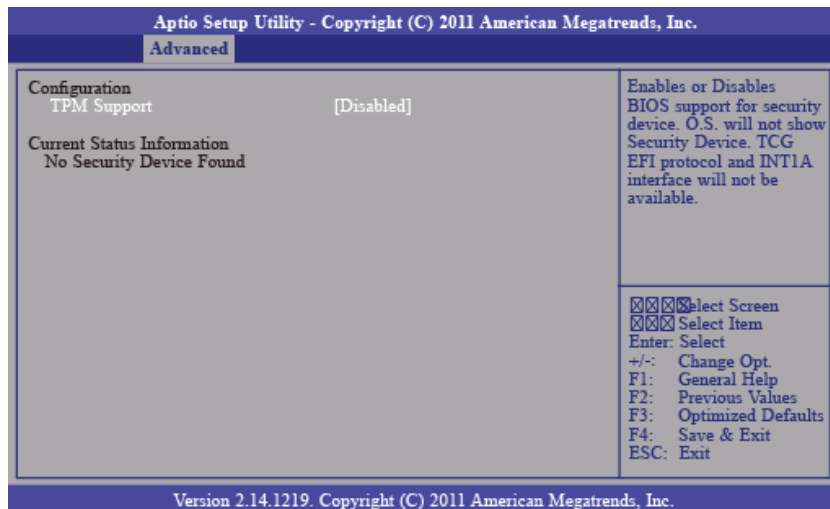 Aptio Setup Utility - Copyright (C) 2011 American Megatrends, Inc.
Advanced
Configuration
TPM Support [Disabled]
Current Status Information
No Security Device Found
Enables or Disables
BIOS support for security
device. O.S. will not show
Security Device. TCG
EFI protocol and INT1A
interface will not be
available.
Select Screen
Select Item
Enter: Select
+/-: Change Opt.
F1: General Help
F2: Previous Values
F3: Optimized Defaults
F4: Save & Exit
ESC: Exit
Version 2.14.1219. Copyright (C) 2011 American Megatrends, Inc.